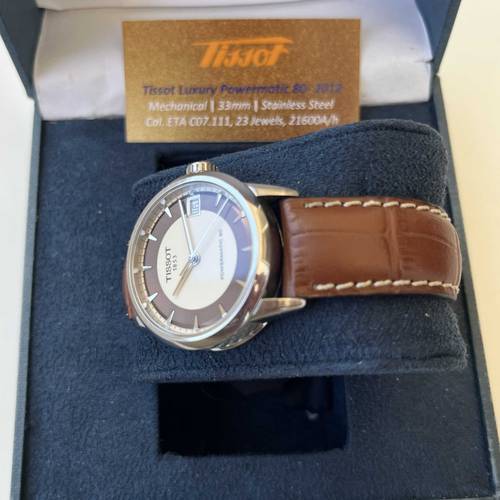 Tissot
Tissot Luxury Powermatic 80 2012
Mechanical | 33mm | Stainless Steel
Cal. ETA C07.111, 23 Jewels, 21600A/h
TISSOT
1853
POWERMATIC 80